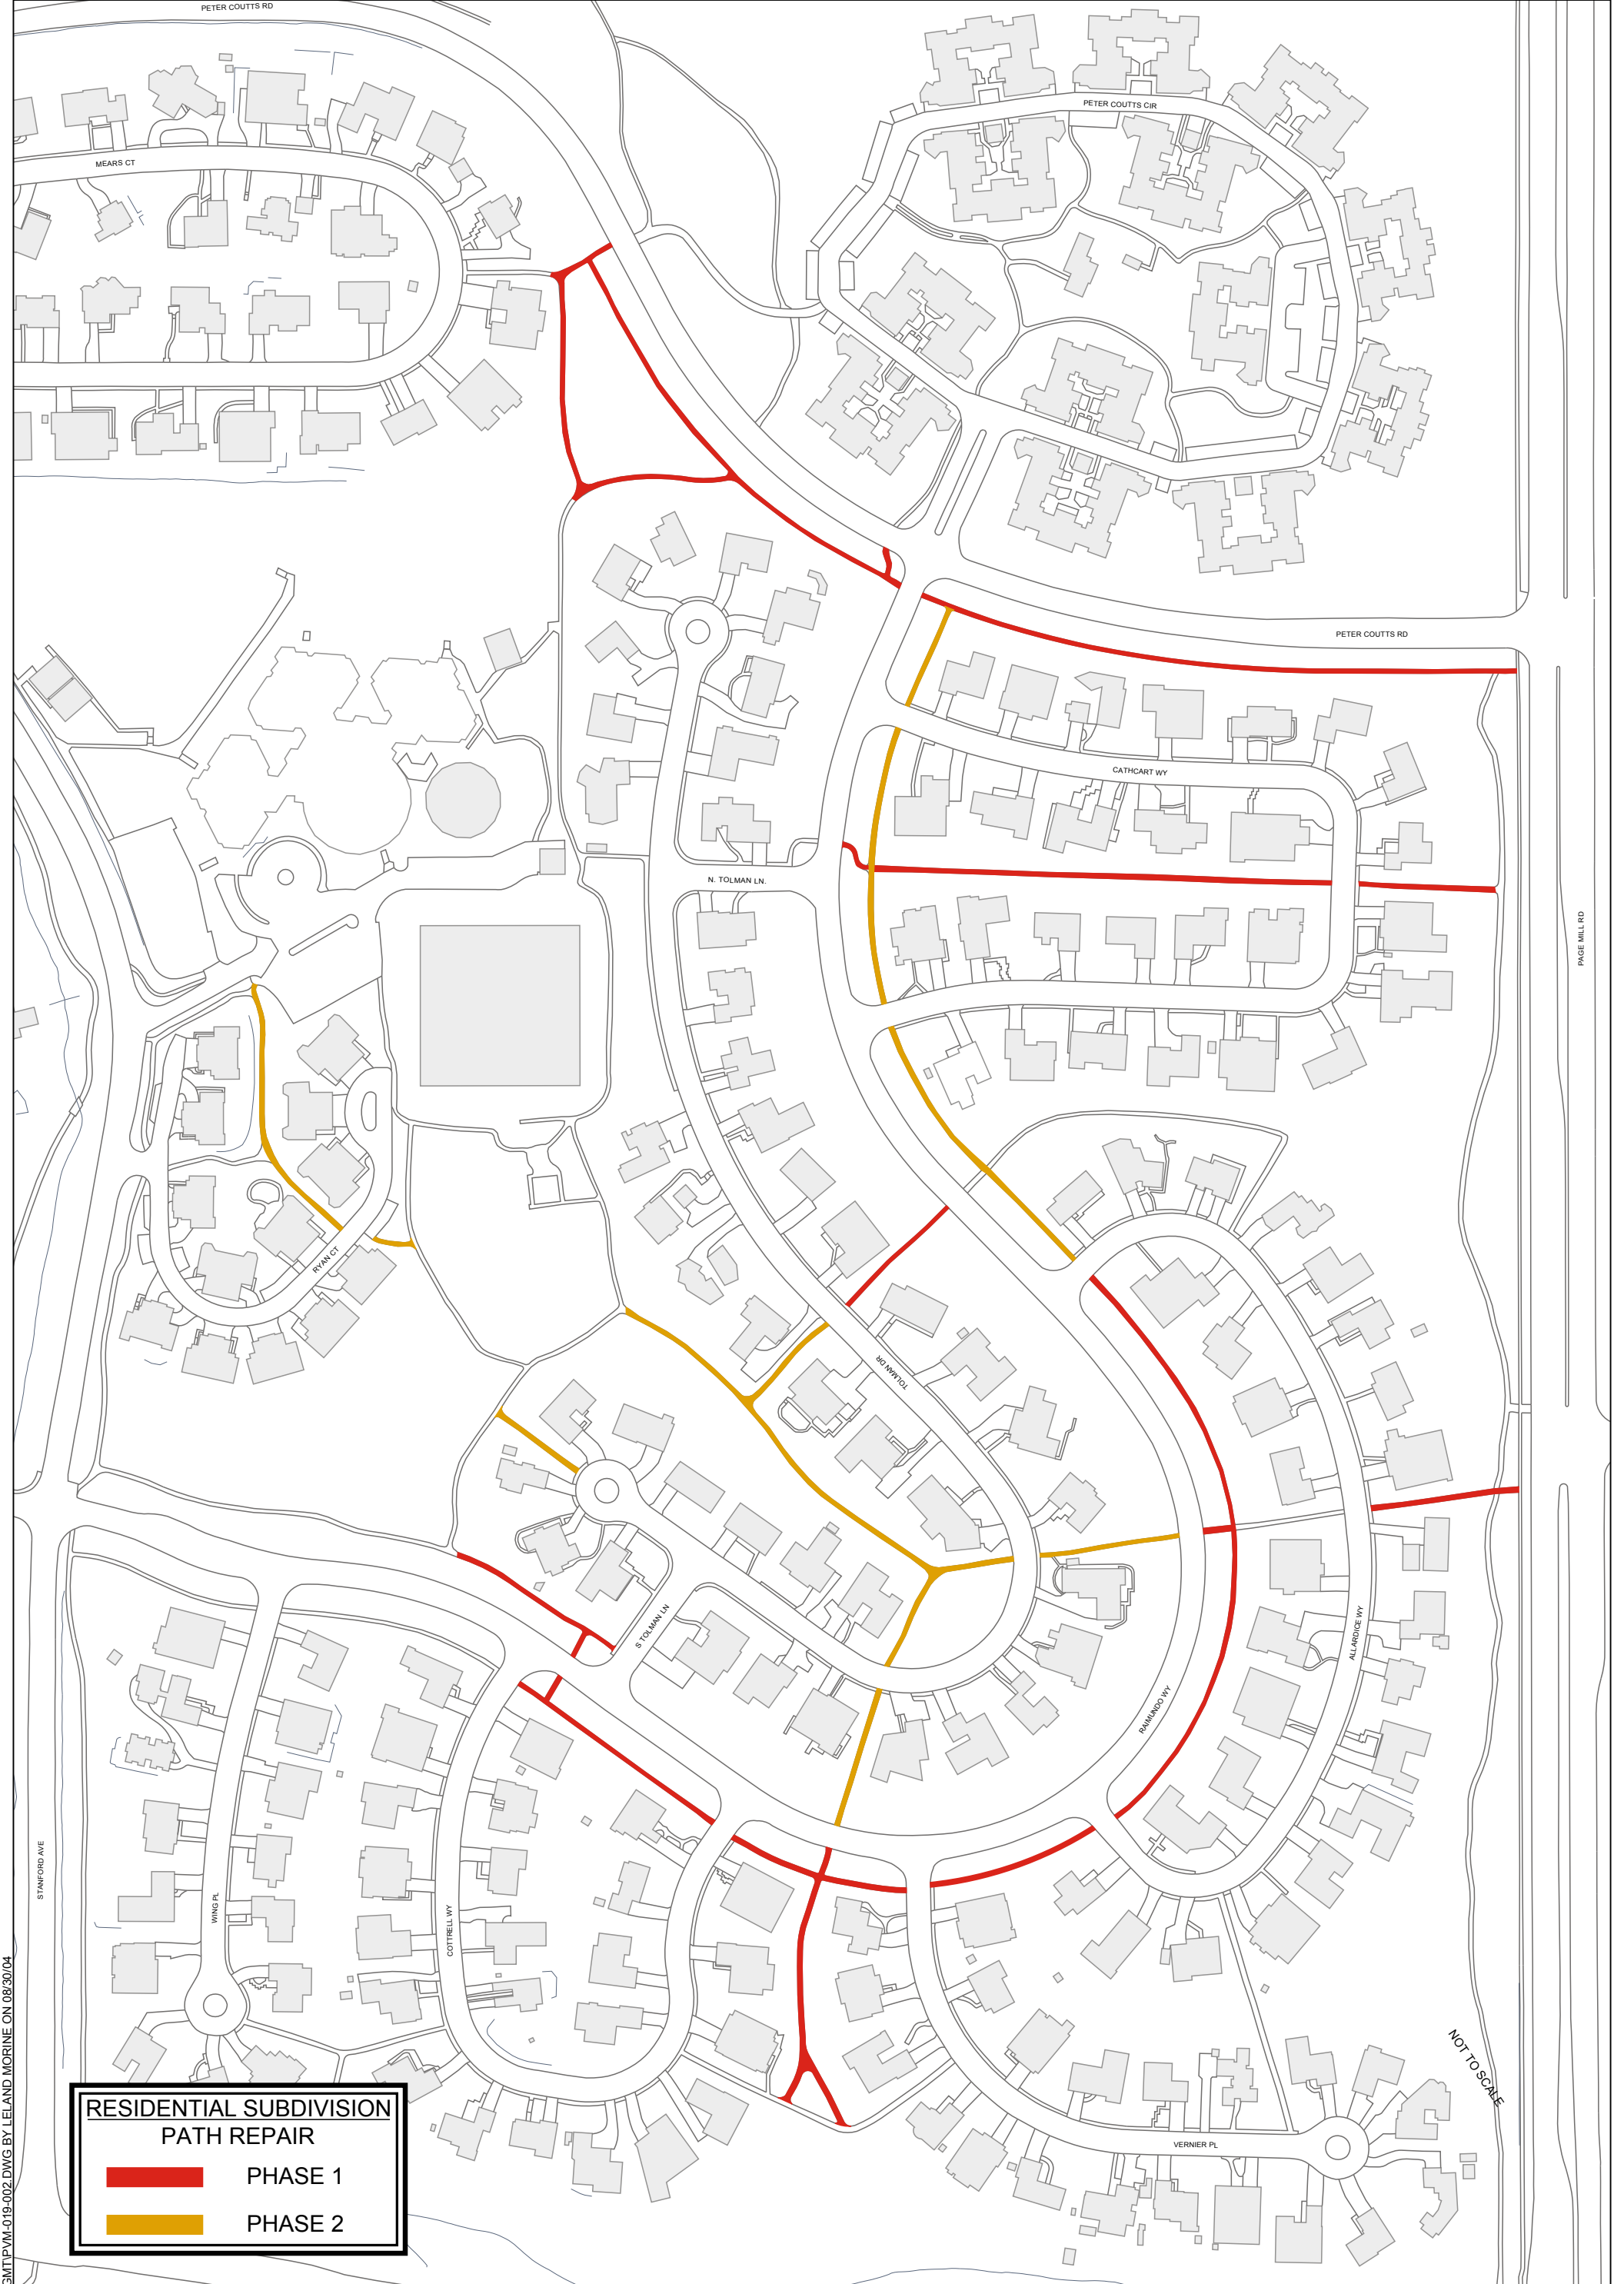 PETER COUTTS RD
PETER COUTTS CIR
MEARS CT
PETER COUTTS RD
CATHCART WY
N. TOLMAN LN.
PAGE MILL RD
RYAN CT
TOLMAN DR
S TOLMAN LN
ALLARDICE WY
RAIMUNDO WY
STANFORD AVE
WING PL
COTTRELL WY
NOT TO SCALE
VERNIER PL
GMT\PVM-019-002.DWG BY LELAND MORINE ON 08/30/04
RESIDENTIAL SUBDIVISION
PATH REPAIR
PHASE 1
PHASE 2